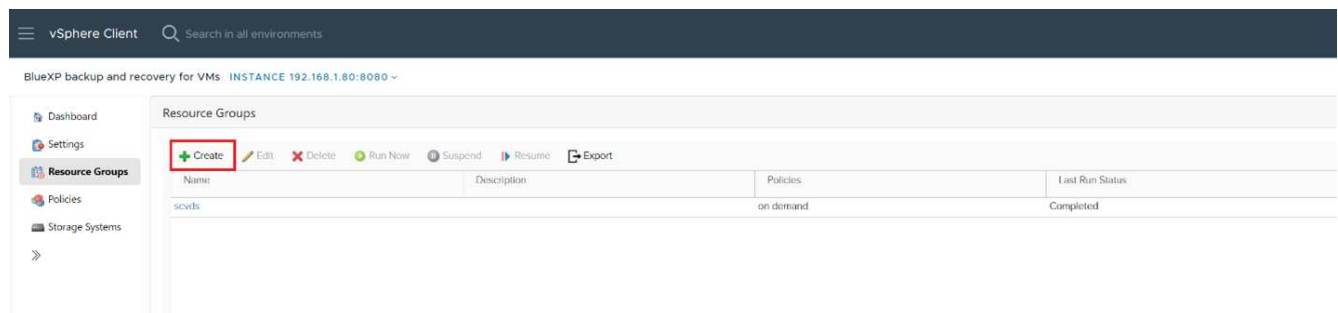 vSphere Client Search in all environments
BlueXP backup and recovery for VMs INSTANCE 192.168.1.80:8080
Dashboard
Settings
Resource Groups
Policies
Storage Systems
Resource Groups
Create Edit Delete Run Now Suspend Resume Export
Name Description Policies Last Run Status
scvds on demand Completed